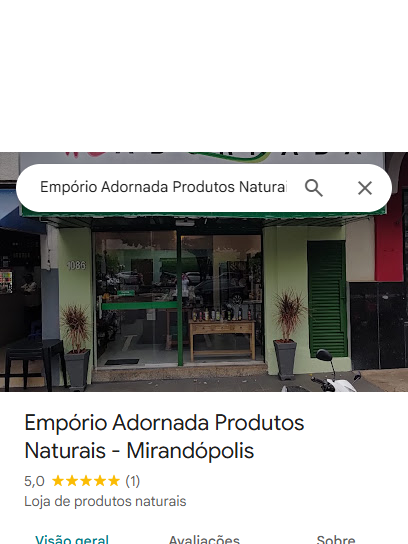 Empório Adornada Produtos Naturai
1086
Empório Adornada Produtos
Naturais - Mirandópolis
5,0 (1)
Loja de produtos naturais
Visão geral Avaliações Sobre